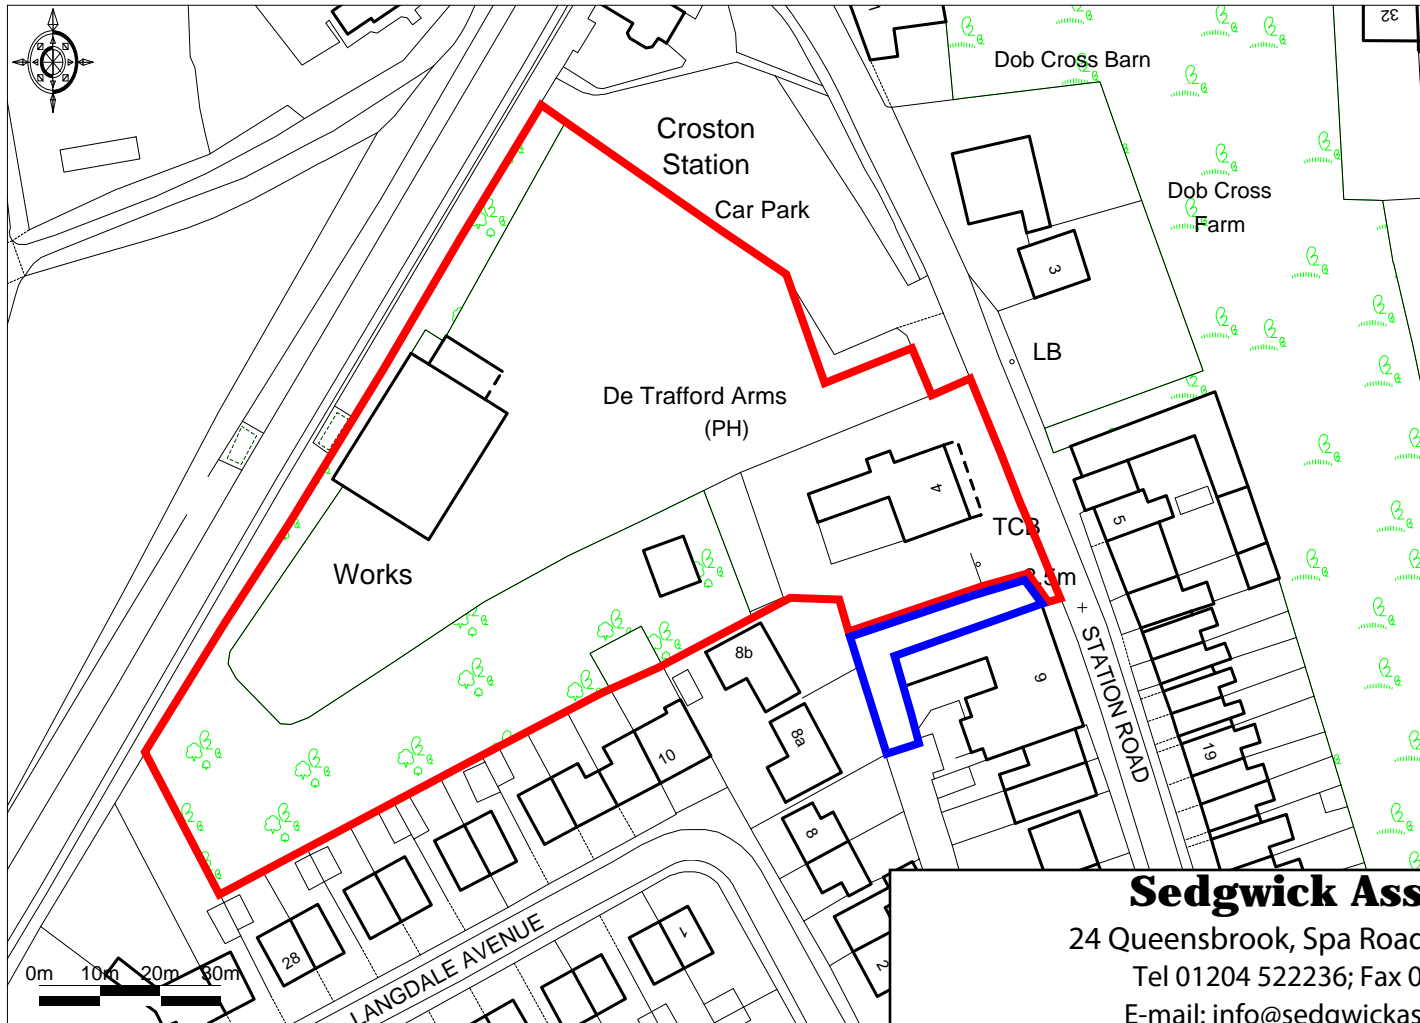 32
Dob Cross Barn
Croston
Station
Car Park
Dob Cross
Farm
3
LB
De Trafford Arms
(PH)
4
5
TCB
Works
8b
9
STATION ROAD
8a
10
19
8
28
1
2
LANGDALE AVENUE
0m 10m 20m 30m
Sedgwick Ass
24 Queensbrook, Spa Road
Tel 01204 522236; Fax 0
E-mail: info@sedgwickas